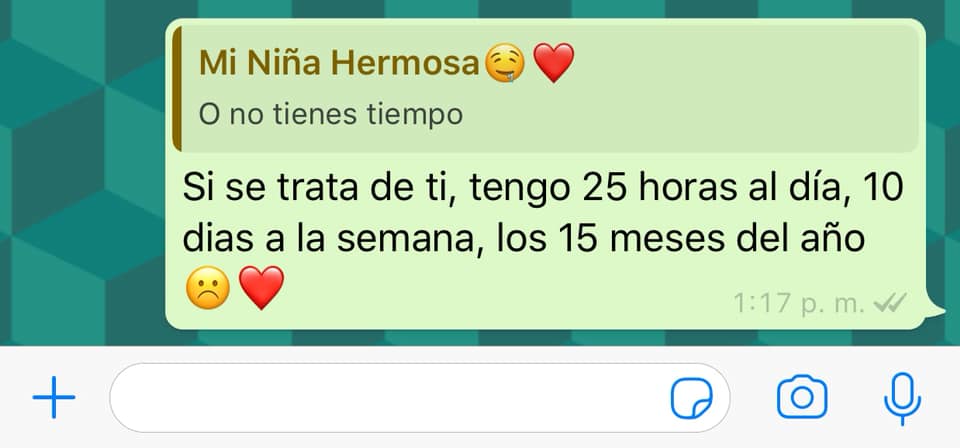 Mi Niña Hermosa🤤❤️
O no tienes tiempo
Si se trata de ti, tengo 25 horas al día, 10
dias a la semana, los 15 meses del año
☹️❤️
1:17 p. m.